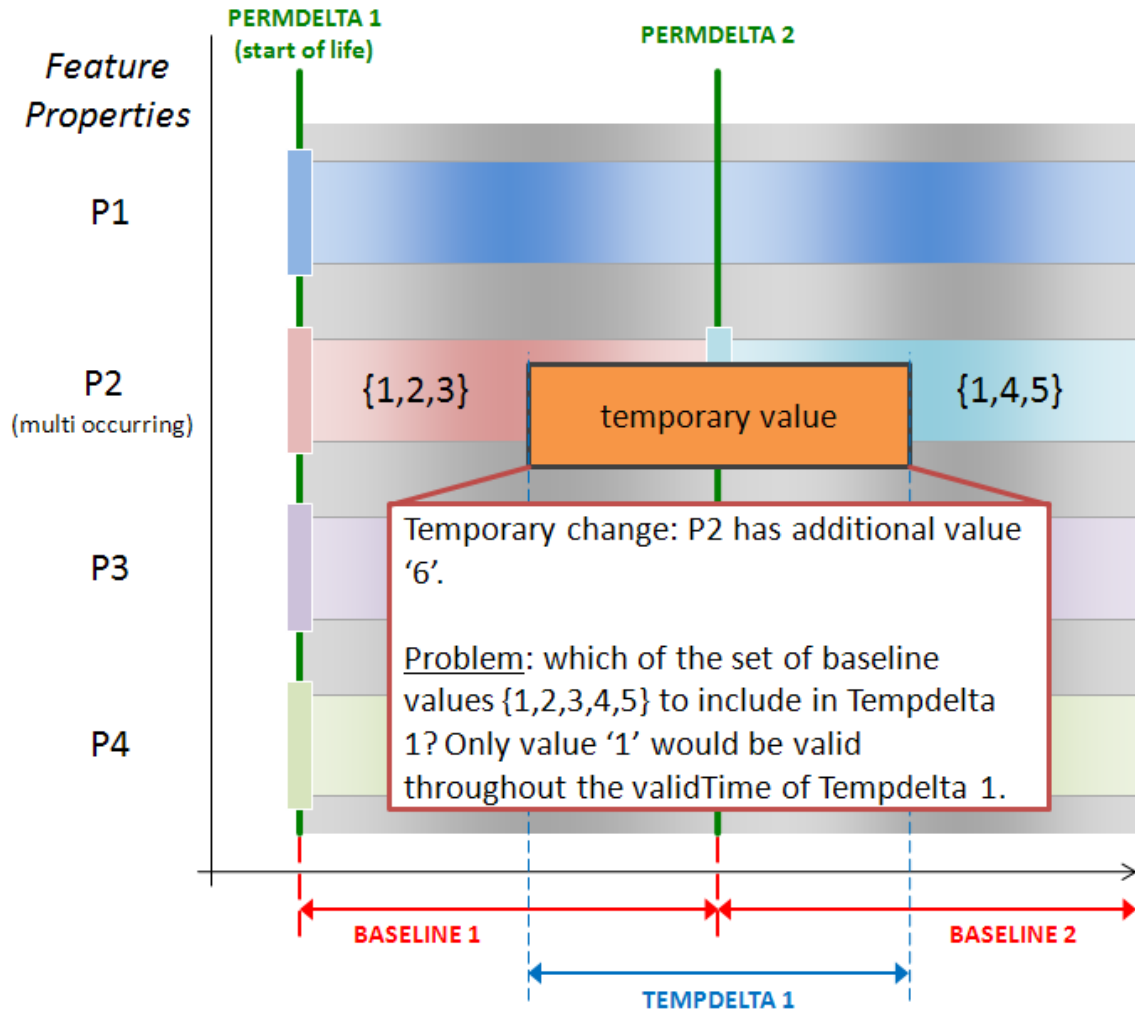 PERMDELTA 1
(start of life)
PERMDELTA 2
Feature
Properties
P1
P2
(multi occurring)
{1,2,3}
temporary value
{1,4,5}
Temporary change: P2 has additional value
‘6’.
Problem: which of the set of baseline
values {1,2,3,4,5} to include in Tempdelta
1? Only value ‘1’ would be valid
throughout the validTime of Tempdelta 1.
P3
P4
BASELINE 1
BASELINE 2
TEMPDELTA 1